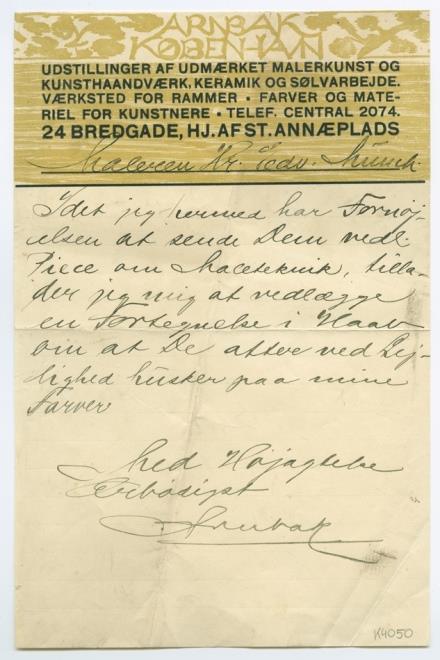 ARNBAK
KØBENHAVN
UDSTILLINGER AF UDMÆRKET MALERKUNST OG
KUNSTHAANDVÆRK, KERAMIK OG SØLVARBEJDE.
VÆRKSTED FOR RAMMER • FARVER OG MATE-
RIEL FOR KUNSTNERE • TELEF. CENTRAL 2074.
24 BREDGADE, HJ. AF ST. ANNÆPLADS
Maleren Hr. Edv. Munch.
Idet jeg hermed har Fornøj-
elsen at sende Dem vedl.
Piece om Maleteknik, tilla-
der jeg mig at vedlægge
en Fortegnelse i Haab
om at De atter ved Lej-
lighed husker paa mine
Farver
Med Højagtelse
Ærbødigst
Arnbak
K4050